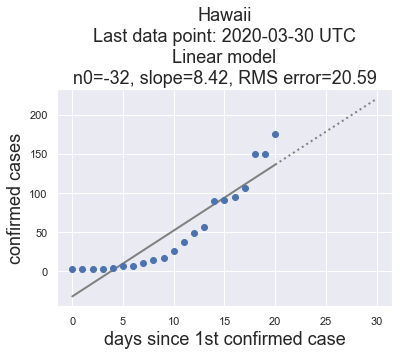 Hawaii
Last data point: 2020-03-30 UTC
Linear model
n0=-32, slope=8.42, RMS error=20.59
200
150
100
50
0
confirmed cases
0 5 10 15 20 25 30
days since 1st confirmed case